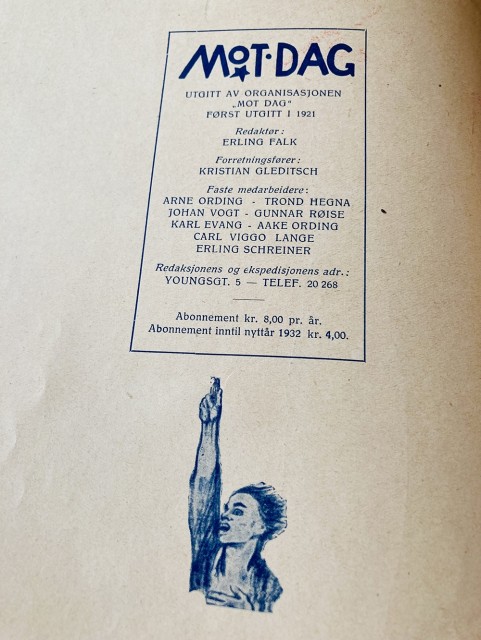 MOT·DAG
UTGITT AV ORGANISASJONEN
„MOT DAG“
FØRST UTGITT I 1921
Redaktør:
ERLING FALK
Forretningsfører:
KRISTIAN GLEDITSCH
Faste medarbeidere:
ARNE ORDING - TROND HEGNA
JOHAN VOGT - GUNNAR RØISE
KARL EVANG - AAKE ORDING
CARL VIGGO LANGE
ERLING SCHREINER
Redaksjonens og ekspedisjonens adr.:
YOUNGSGT. 5 — TELEF. 20 268
Abonnement kr. 8,00 pr. år.
Abonnement inntil nyttår 1932 kr. 4,00.